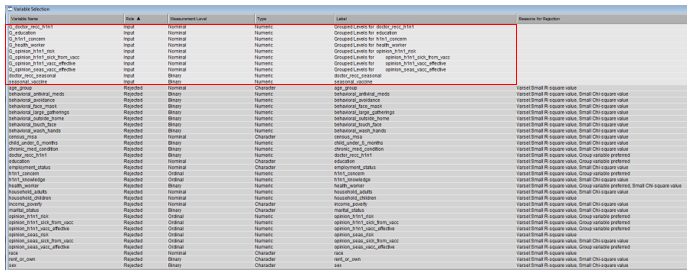 Variable Selection
Variable Name Role ▲ Measurement Level Type Label Reasons for Rejection
G_doctor_recc_h1n1 Input Nominal Numeric Grouped Levels for doctor_recc_h1n1
G_education Input Nominal Numeric Grouped Levels for education
G_h1n1_concern Input Nominal Numeric Grouped Levels for h1n1_concern
G_health_worker Input Nominal Numeric Grouped Levels for health_worker
G_opinion_h1n1_risk Input Nominal Numeric Grouped Levels for opinion_h1n1_risk
G_opinion_h1n1_sick_from_vacc Input Nominal Numeric Grouped Levels for opinion_h1n1_sick_from_vacc
G_opinion_h1n1_vacc_effective Input Nominal Numeric Grouped Levels for opinion_h1n1_vacc_effective
G_opinion_seas_vacc_effective Input Nominal Numeric Grouped Levels for opinion_seas_vacc_effective
doctor_recc_seasonal Input Binary Numeric doctor_recc_seasonal
seasonal_vaccine Input Binary Numeric seasonal_vaccine
age_group Rejected Nominal Character age_group Varsel:Small R-square value
behavioral_antiviral_meds Rejected Binary Numeric behavioral_antiviral_meds Varsel:Small R-square value, Small Chi-square value
behavioral_avoidance Rejected Binary Numeric behavioral_avoidance Varsel:Small R-square value, Small Chi-square value
behavioral_face_mask Rejected Binary Numeric behavioral_face_mask Varsel:Small R-square value, Small Chi-square value
behavioral_large_gatherings Rejected Binary Numeric behavioral_large_gatherings Varsel:Small R-square value, Small Chi-square value
behavioral_outside_home Rejected Binary Numeric behavioral_outside_home Varsel:Small R-square value, Small Chi-square value
behavioral_touch_face Rejected Binary Numeric behavioral_touch_face Varsel:Small R-square value, Small Chi-square value
behavioral_wash_hands Rejected Binary Numeric behavioral_wash_hands Varsel:Small R-square value, Small Chi-square value
census_msa Rejected Nominal Character census_msa Varsel:Small R-square value, Small Chi-square value
child_under_6_months Rejected Binary Numeric child_under_6_months Varsel:Small R-square value, Small Chi-square value
chronic_med_condition Rejected Binary Numeric chronic_med_condition Varsel:Small R-square value, Small Chi-square value
doctor_recc_h1n1 Rejected Binary Numeric doctor_recc_h1n1 Varsel:Small R-square value, Group variable preferred
education Rejected Nominal Character education Varsel:Small R-square value, Group variable preferred
employment_status Rejected Nominal Character employment_status Varsel:Small R-square value, Small Chi-square value
h1n1_concern Rejected Ordinal Numeric h1n1_concern Varsel:Small R-square value, Group variable preferred
h1n1_knowledge Rejected Ordinal Numeric h1n1_knowledge Varsel:Small R-square value, Small Chi-square value
health_worker Rejected Binary Numeric health_worker Varsel:Small R-square value, Group variable preferred, Small Chi-square value
household_adults Rejected Nominal Numeric household_adults Varsel:Small R-square value, Small Chi-square value
household_children Rejected Nominal Numeric household_children Varsel:Small R-square value
income_poverty Rejected Nominal Character income_poverty Varsel:Small R-square value, Small Chi-square value
marital_status Rejected Binary Character marital_status Varsel:Small R-square value, Small Chi-square value
opinion_h1n1_risk Rejected Ordinal Numeric opinion_h1n1_risk Varsel:Small R-square value, Group variable preferred
opinion_h1n1_sick_from_vacc Rejected Ordinal Numeric opinion_h1n1_sick_from_vacc Varsel:Small R-square value, Group variable preferred
opinion_h1n1_vacc_effective Rejected Ordinal Numeric opinion_h1n1_vacc_effective Varsel:Small R-square value, Group variable preferred
opinion_seas_risk Rejected Ordinal Numeric opinion_seas_risk Varsel:Small R-square value
opinion_seas_sick_from_vacc Rejected Ordinal Numeric opinion_seas_sick_from_vacc Varsel:Small R-square value, Small Chi-square value
opinion_seas_vacc_effective Rejected Ordinal Numeric opinion_seas_vacc_effective Varsel:Small R-square value, Group variable preferred
race Rejected Nominal Character race Varsel:Small R-square value
rent_or_own Rejected Binary Character rent_or_own Varsel:Small R-square value, Small Chi-square value
sex Rejected Binary Character sex Varsel:Small R-square value, Small Chi-square value